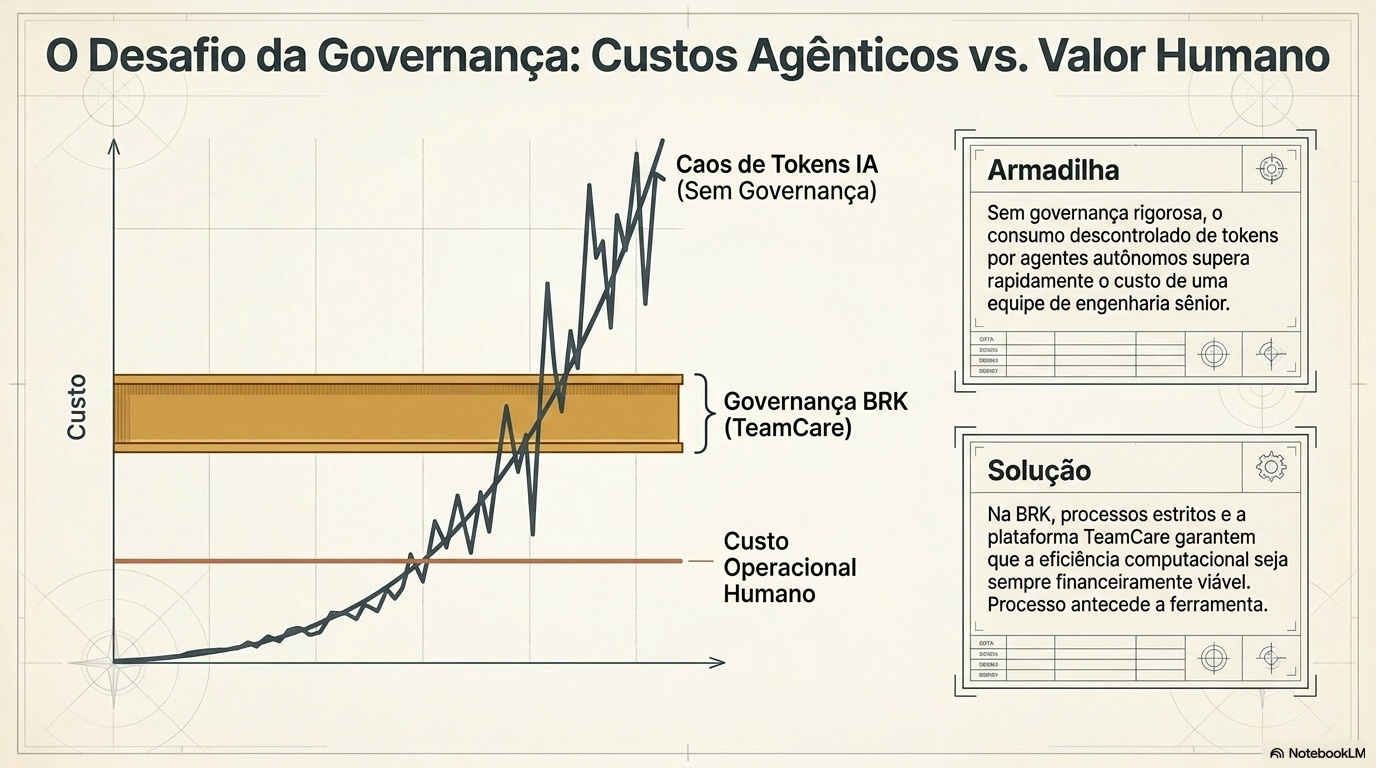 O Desafio da Governança: Custos Agênticos vs. Valor Humano
Custo
Caos de Tokens IA
(Sem Governança)
Governança BRK
(TeamCare)
Custo
Operacional
Humano
Armadilha
Sem governança rigorosa, o
consumo descontrolado de tokens
por agentes autônomos supera
rapidamente o custo de uma
equipe de engenharia sênior.
DATA
Solução
Na BRK, processos estritos e a
plataforma TeamCare garantem
que a eficiência computacional seja
sempre financeiramente viável.
Processo antecede a ferramenta.
NotebookLM